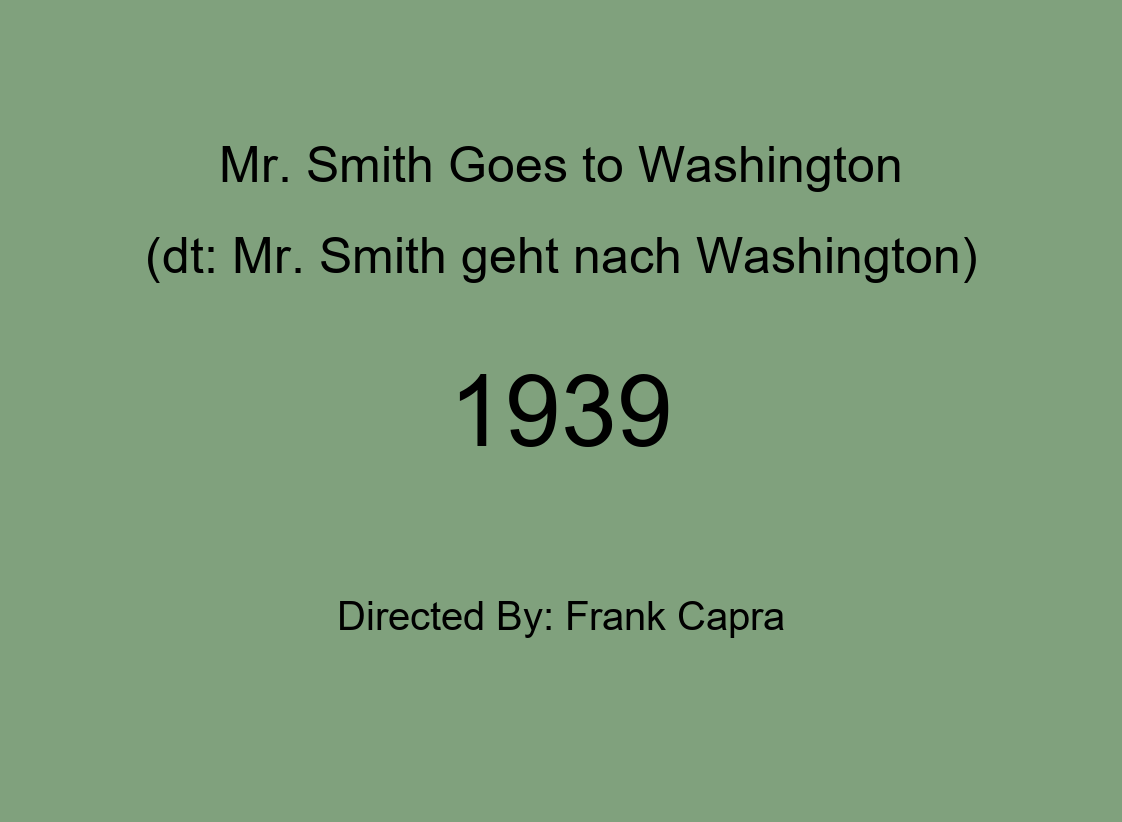 Mr. Smith Goes to Washington
(dt: Mr. Smith geht nach Washington)
1939
Directed By: Frank Capra